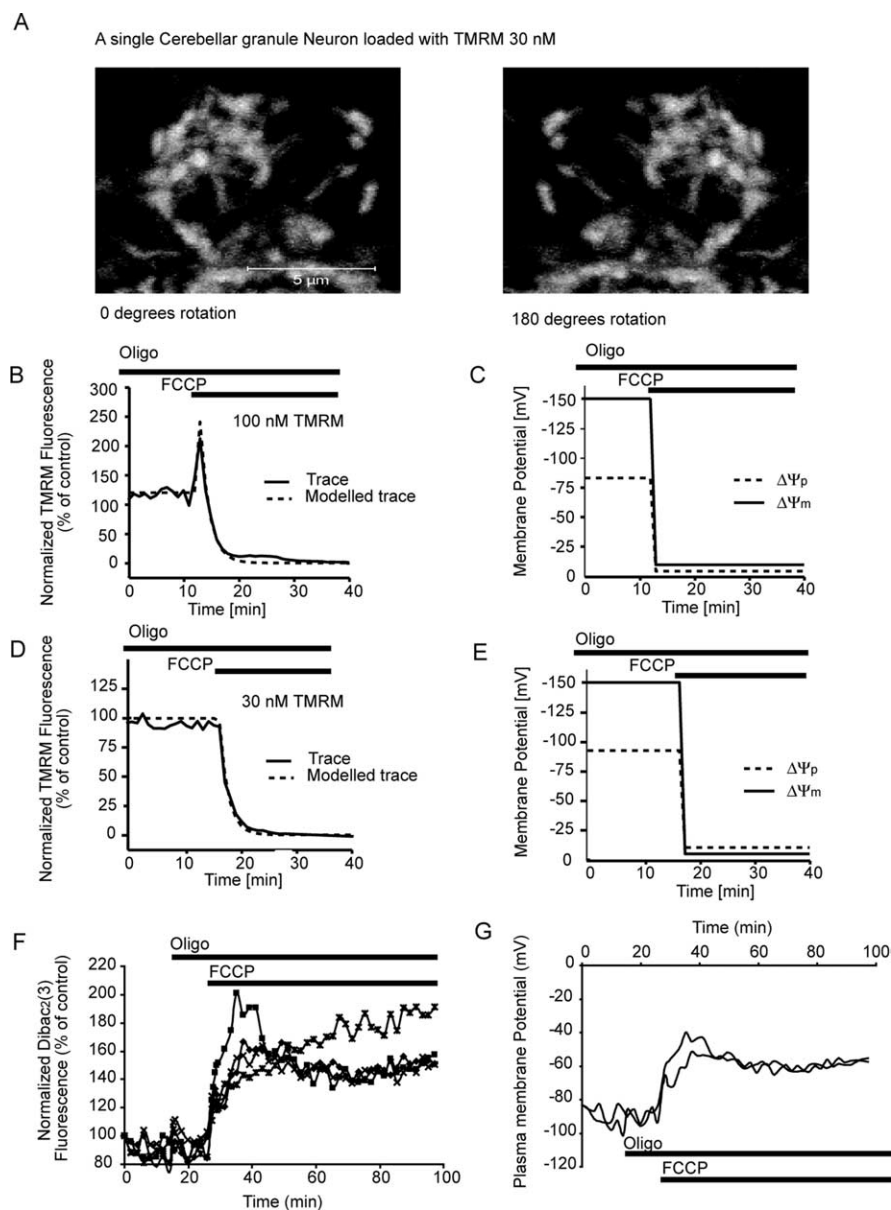 A
A single Cerebellar granule Neuron loaded with TMRM 30 nM
5 μm
0 degrees rotation
180 degrees rotation
B
Oligo
FCCP
100 nM TMRM
Trace
Modelled trace
Normalized TMRM Fluorescence
(% of control)
300
250
200
150
100
50
0
0 10 20 30 40
Time [min]
C
Oligo
FCCP
Membrane Potential [mV]
-150
-125
-100
-75
-50
-25
0
ΔΨp
ΔΨm
0 10 20 30 40
Time [min]
D
Oligo
FCCP
30 nM TMRM
Trace
Modelled trace
Normalized TMRM Fluorescence
(% of control)
125
100
75
50
25
0
0 10 20 30 40
Time [min]
E
Oligo
FCCP
Membrane Potential [mV]
-150
-125
-100
-75
-50
-25
0
ΔΨp
ΔΨm
0 10 20 30 40
Time [min]
F
Oligo
FCCP
Normalized Dibac2(3)
Fluorescence (% of control)
220
200
180
160
140
120
100
80
0 20 40 60 80 100
Time (min)
G
Time (min)
0 20 40 60 80 100
Plasma membrane Potential (mV)
0
-20
-40
-60
-80
-100
-120
Oligo
FCCP